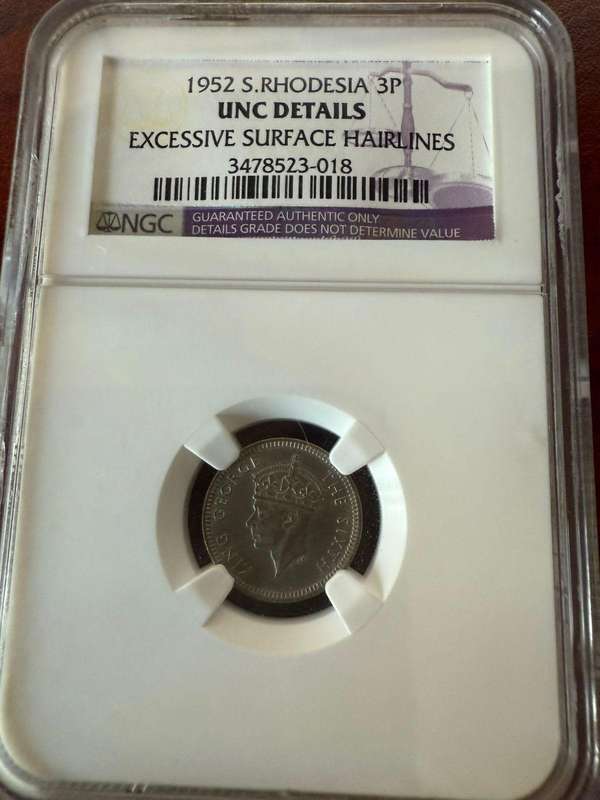 1952 S.RHODESIA 3P
UNC DETAILS
EXCESSIVE SURFACE HAIRLINES
3478523-018
NGC
GUARANTEED AUTHENTIC ONLY
DETAILS GRADE DOES NOT DETERMINE VALUE
KING GEORGE THE SIXTH